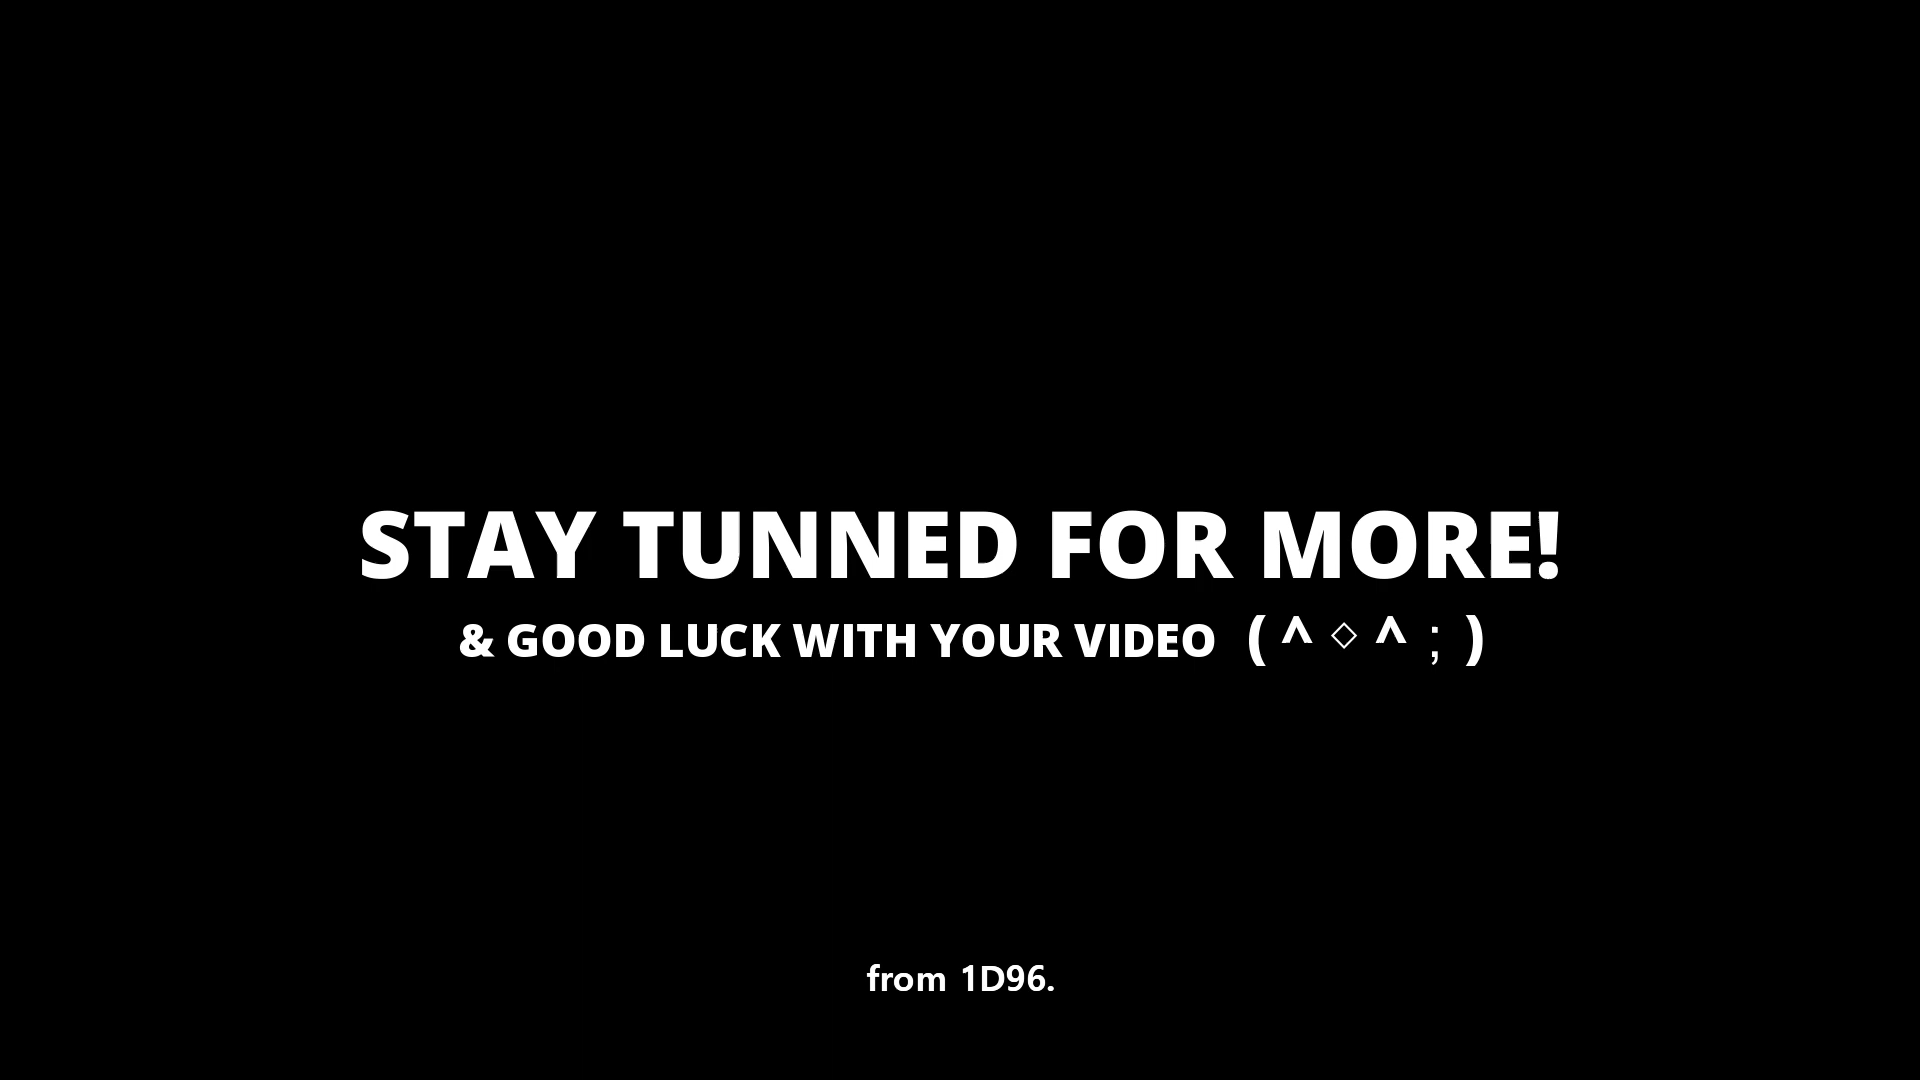 STAY TUNNED FOR MORE!
& GOOD LUCK WITH YOUR VIDEO (^◇^;)
from 1D96.